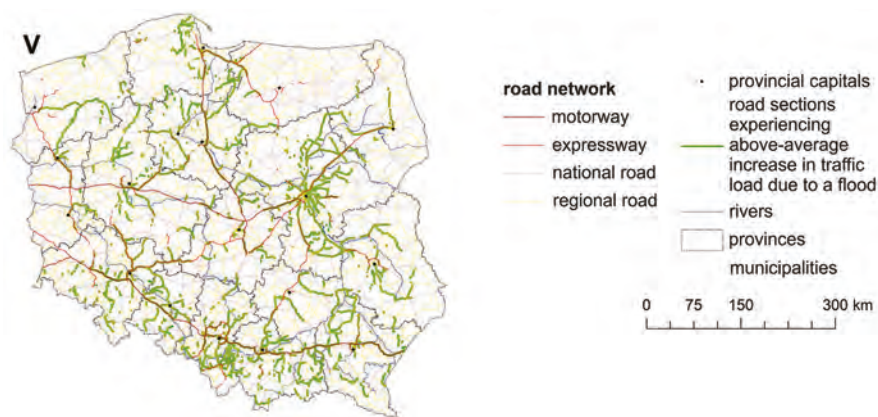 V
road network
motorway
expressway
national road
regional road
provincial capitals
road sections
experiencing
above-average
increase in traffic
load due to a flood
rivers
provinces
municipalities
0 75 150 300 km